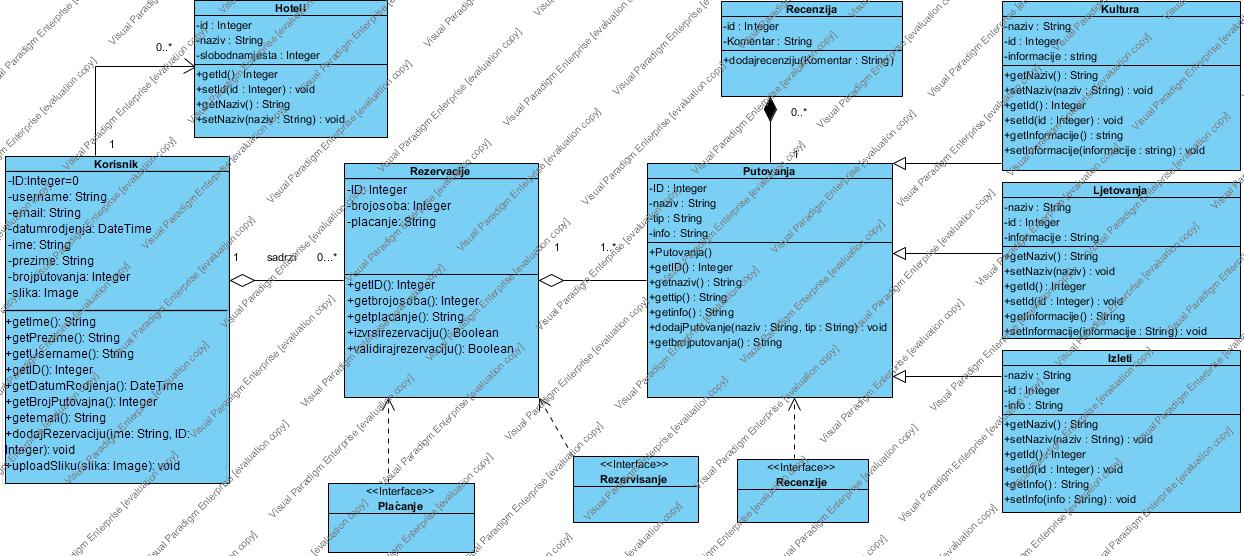 Hoteli
-id : Integer
-naziv : String
-slobodnamjesta : Integer
+getId() : Integer
+setId(id : Integer) : void
+getNaziv() : String
+setNaziv(naziv : String) : void
0..*
1
Korisnik
-ID:Integer=0
-username: String
-email: String
-datumrodjenja: DateTime
-ime: String
-prezime: String
-brojputovanja: Integer
-slika: Image
+getIme(): String
+getPrezime(): String
+getUsername(): String
+getID(): Integer
+getDatumRodjenja(): DateTime
+getBrojPutovajna(): Integer
+getemail(): String
+dodajRezervaciju(ime: String, ID:
Integer): void
+uploadSliku(slika: Image): void
1
sadrzi
0...*
Rezervacije
-ID: Integer
-brojosoba: Integer
-placanje: String
+getID(): Integer
+getbrojosoba(): Integer
+getplacanje(): String
+izvrsirezervaciju(): Boolean
+validirajrezervaciju(): Boolean
1
1..*
Recenzija
-id : Integer
-Komentar : String
+dodajrecenziju(Komentar : String)
0..*
Putovanja
-ID : Integer
-naziv : String
-tip : String
-info : String
+Putovanja()
+getID() : Integer
+getnaziv() : String
+gettip() : String
+getinfo() : String
+dodajPutovanje(naziv : String, tip : String) : void
+getbrojputovanja() : String
Kultura
-naziv : String
-id : Integer
-informacije : string
+getNaziv() : String
+setNaziv(naziv : String) : void
+getId() : Integer
+setId(id : Integer) : void
+getInformacije() : string
+setInformacije(informacije : string) : void
Ljetovanja
-naziv : String
-id : Integer
-informacije : String
+getNaziv() : String
+setNaziv(naziv) : void
+getId() : Integer
+setId(id : Integer) : void
+getInformacije() : String
+setInformacije(informacije : String) : void
Izleti
-naziv : String
-id : Integer
-info : String
+getNaziv() : String
+setNaziv(naziv : String) : void
+getId() : Integer
+setId(id : Integer) : void
+getInfo() : String
+setInfo(info : String) : void
<<Interface>>
Plaćanje
<<Interface>>
Rezervisanje
<<Interface>>
Recenzije
Visual Paradigm Enterprise [evaluation copy]